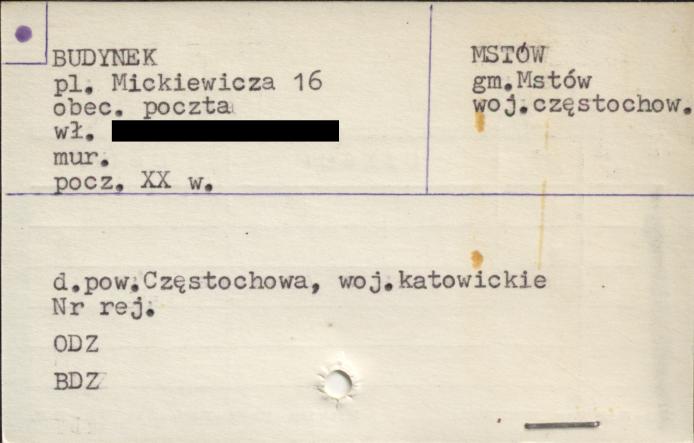 BUDYNEK
pl. Mickiewicza 16
obec. poczta
wł.
mur.
pocz. XX w.
MSTÓW
gm.Mstów
woj.częstochow.
d.pow.Częstochowa, woj.katowickie
Nr rej.
ODZ
BDZ